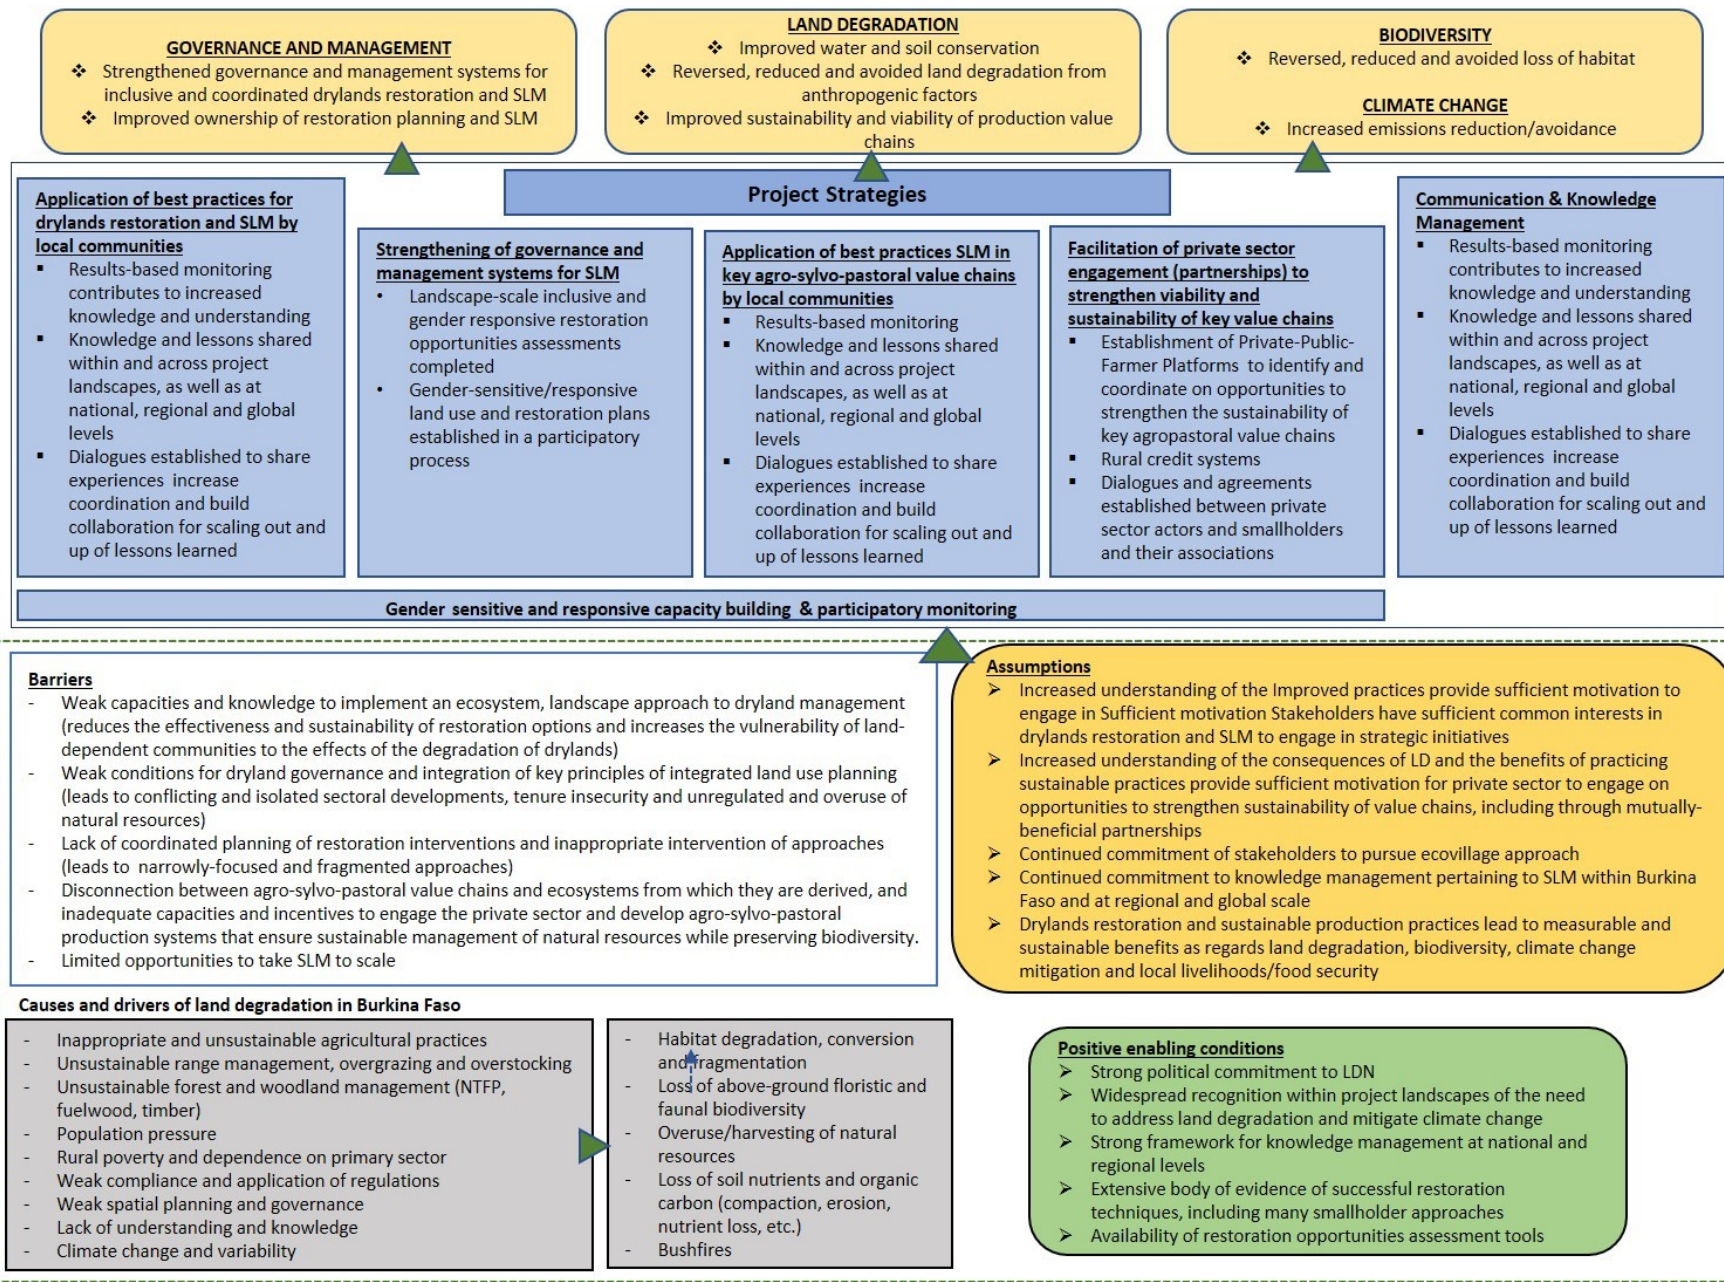 GOVERNANCE AND MANAGEMENT
❖ Strengthened governance and management systems for
inclusive and coordinated drylands restoration and SLM
❖ Improved ownership of restoration planning and SLM
LAND DEGRADATION
❖ Improved water and soil conservation
❖ Reversed, reduced and avoided land degradation from
anthropogenic factors
❖ Improved sustainability and viability of production value
chains
BIODIVERSITY
❖ Reversed, reduced and avoided loss of habitat
CLIMATE CHANGE
❖ Increased emissions reduction/avoidance
Project Strategies
Application of best practices for
drylands restoration and SLM by
local communities
▪ Results-based monitoring
contributes to increased
knowledge and understanding
▪ Knowledge and lessons shared
within and across project
landscapes, as well as at
national, regional and global
levels
▪ Dialogues established to share
experiences increase
coordination and build
collaboration for scaling out and
up of lessons learned
Strengthening of governance and
management systems for SLM
• Landscape-scale inclusive and
gender responsive restoration
opportunities assessments
completed
• Gender-sensitive/responsive
land use and restoration plans
established in a participatory
process
Application of best practices SLM in
key agro-sylvo-pastoral value chains
by local communities
▪ Results-based monitoring
▪ Knowledge and lessons shared
within and across project
landscapes, as well as at
national, regional and global
levels
▪ Dialogues established to share
experiences increase
coordination and build
collaboration for scaling out and
up of lessons learned
Facilitation of private sector
engagement (partnerships) to
strengthen viability and
sustainability of key value chains
▪ Establishment of Private-Public-
Farmer Platforms to identify and
coordinate on opportunities to
strengthen the sustainability of
key agropastoral value chains
▪ Rural credit systems
▪ Dialogues and agreements
established between private
sector actors and smallholders
and their associations
Communication & Knowledge
Management
▪ Results-based monitoring
contributes to increased
knowledge and understanding
▪ Knowledge and lessons shared
within and across project
landscapes, as well as at
national, regional and global
levels
▪ Dialogues established to share
experiences increase
coordination and build
collaboration for scaling out and
up of lessons learned
Gender sensitive and responsive capacity building & participatory monitoring
Barriers
- Weak capacities and knowledge to implement an ecosystem, landscape approach to dryland management
(reduces the effectiveness and sustainability of restoration options and increases the vulnerability of land-
dependent communities to the effects of the degradation of drylands)
- Weak conditions for dryland governance and integration of key principles of integrated land use planning
(leads to conflicting and isolated sectoral developments, tenure insecurity and unregulated and overuse of
natural resources)
- Lack of coordinated planning of restoration interventions and inappropriate intervention of approaches
(leads to narrowly-focused and fragmented approaches)
- Disconnection between agro-sylvo-pastoral value chains and ecosystems from which they are derived, and
inadequate capacities and incentives to engage the private sector and develop agro-sylvo-pastoral
production systems that ensure sustainable management of natural resources while preserving biodiversity.
- Limited opportunities to take SLM to scale
Assumptions
➢ Increased understanding of the Improved practices provide sufficient motivation to
engage in Sufficient motivation Stakeholders have sufficient common interests in
drylands restoration and SLM to engage in strategic initiatives
➢ Increased understanding of the consequences of LD and the benefits of practicing
sustainable practices provide sufficient motivation for private sector to engage on
opportunities to strengthen sustainability of value chains, including through mutually-
beneficial partnerships
➢ Continued commitment of stakeholders to pursue ecovillage approach
➢ Continued commitment to knowledge management pertaining to SLM within Burkina
Faso and at regional and global scale
➢ Drylands restoration and sustainable production practices lead to measurable and
sustainable benefits as regards land degradation, biodiversity, climate change
mitigation and local livelihoods/food security
Causes and drivers of land degradation in Burkina Faso
- Inappropriate and unsustainable agricultural practices
- Unsustainable range management, overgrazing and overstocking
- Unsustainable forest and woodland management (NTFP,
fuelwood, timber)
- Population pressure
- Rural poverty and dependence on primary sector
- Weak compliance and application of regulations
- Weak spatial planning and governance
- Lack of understanding and knowledge
- Climate change and variability
- Habitat degradation, conversion
and fragmentation
- Loss of above-ground floristic and
faunal biodiversity
- Overuse/harvesting of natural
resources
- Loss of soil nutrients and organic
carbon (compaction, erosion,
nutrient loss, etc.)
- Bushfires
Positive enabling conditions
➢ Strong political commitment to LDN
➢ Widespread recognition within project landscapes of the need
to address land degradation and mitigate climate change
➢ Strong framework for knowledge management at national and
regional levels
➢ Extensive body of evidence of successful restoration
techniques, including many smallholder approaches
➢ Availability of restoration opportunities assessment tools